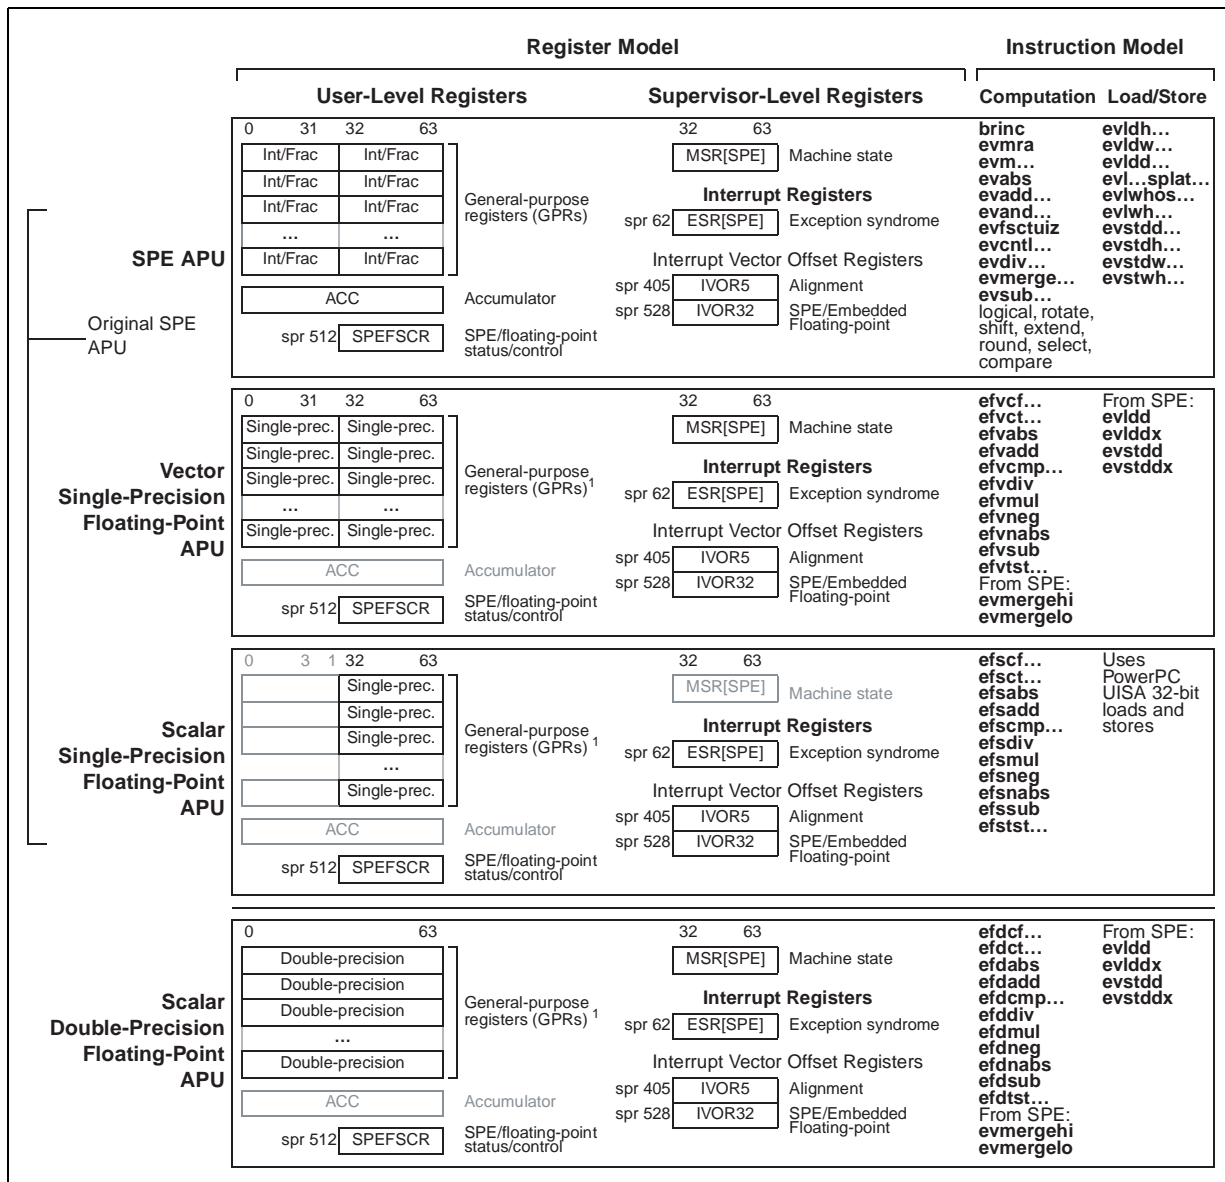 Register Model Instruction Model
User-Level Registers Supervisor-Level Registers Computation Load/Store
SPE APU
Original SPE
APU
0 31 32 63
Int/Frac Int/Frac
Int/Frac Int/Frac
Int/Frac Int/Frac
... ...
Int/Frac Int/Frac
General-purpose
registers (GPRs)
ACC Accumulator
spr 512 SPEFSCR SPE/floating-point
status/control
32 63
MSR[SPE] Machine state
Interrupt Registers
spr 62 ESR[SPE] Exception syndrome
Interrupt Vector Offset Registers
spr 405 IVOR5 Alignment
spr 528 IVOR32 SPE/Embedded
Floating-point
brinc
evmra
evm...
evabs
evadd...
evand...
evfsctuiz
evcntl...
evdiv...
evmerge...
evsub...
logical, rotate,
shift, extend,
round, select,
compare
evldh...
evldw...
evldd...
evl...splat...
evlwhos...
evlwh...
evstdd...
evstdh...
evstdw...
evstwh...
Vector
Single-Precision
Floating-Point
APU
0 31 32 63
Single-prec. Single-prec.
Single-prec. Single-prec.
Single-prec. Single-prec.
... ...
Single-prec. Single-prec.
General-purpose
registers (GPRs)1
ACC Accumulator
spr 512 SPEFSCR SPE/floating-point
status/control
32 63
MSR[SPE] Machine state
Interrupt Registers
spr 62 ESR[SPE] Exception syndrome
Interrupt Vector Offset Registers
spr 405 IVOR5 Alignment
spr 528 IVOR32 SPE/Embedded
Floating-point
efvcf...
efvct...
efvabs
efvadd
efvcmp...
efvdiv
efvmul
efvneg
efvnabs
efvsub
efvtst...
From SPE:
evmergehi
evmergelo
From SPE:
evldd
evlddx
evstdd
evstddx
Scalar
Single-Precision
Floating-Point
APU
0 3 1 32 63
Single-prec.
Single-prec.
Single-prec.
...
Single-prec.
General-purpose
registers (GPRs) 1
ACC Accumulator
spr 512 SPEFSCR SPE/floating-point
status/control
32 63
MSR[SPE] Machine state
Interrupt Registers
spr 62 ESR[SPE] Exception syndrome
Interrupt Vector Offset Registers
spr 405 IVOR5 Alignment
spr 528 IVOR32 SPE/Embedded
Floating-point
efscf...
efsct...
efsabs
efsadd
efscmp...
efsdiv
efsmul
efsneg
efsnabs
efssub
efstst...
Uses
PowerPC
UISA 32-bit
loads and
stores
Scalar
Double-Precision
Floating-Point
APU
0 63
Double-precision
Double-precision
Double-precision
...
Double-precision
General-purpose
registers (GPRs) 1
ACC Accumulator
spr 512 SPEFSCR SPE/floating-point
status/control
32 63
MSR[SPE] Machine state
Interrupt Registers
spr 62 ESR[SPE] Exception syndrome
Interrupt Vector Offset Registers
spr 405 IVOR5 Alignment
spr 528 IVOR32 SPE/Embedded
Floating-point
efdcf...
efdct...
efdabs
efdadd
efdcmp...
efddiv
efdmul
efdneg
efdnabs
efdsub
efdtst...
From SPE:
evmergehi
evmergelo
From SPE:
evldd
evlddx
evstdd
evstddx